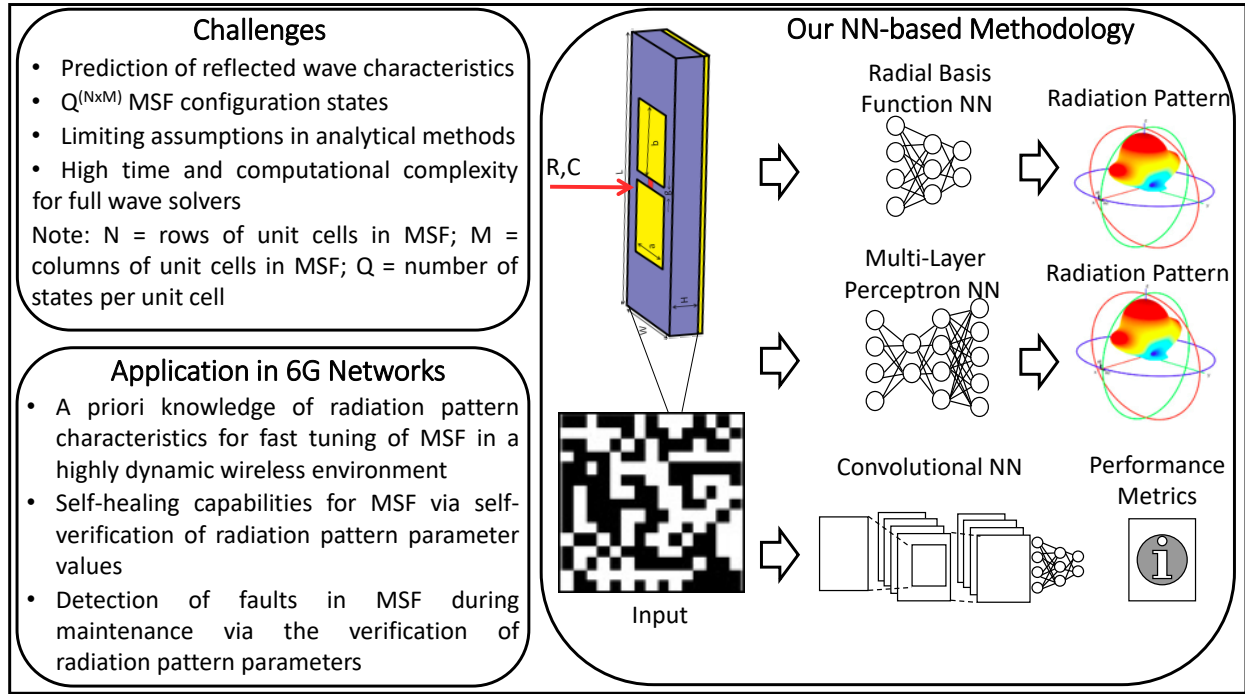 Challenges
• Prediction of reflected wave characteristics
• Q^(NxM) MSF configuration states
• Limiting assumptions in analytical methods
• High time and computational complexity
for full wave solvers
Note: N = rows of unit cells in MSF; M =
columns of unit cells in MSF; Q = number of
states per unit cell
Application in 6G Networks
• A priori knowledge of radiation pattern
characteristics for fast tuning of MSF in a
highly dynamic wireless environment
• Self-healing capabilities for MSF via self-
verification of radiation pattern parameter
values
• Detection of faults in MSF during
maintenance via the verification of
radiation pattern parameters
Our NN-based Methodology
R,C
L
b
g
a
H
W
Input
Radial Basis
Function NN
Radiation Pattern
Multi-Layer
Perceptron NN
Radiation Pattern
Convolutional NN
Performance
Metrics
i